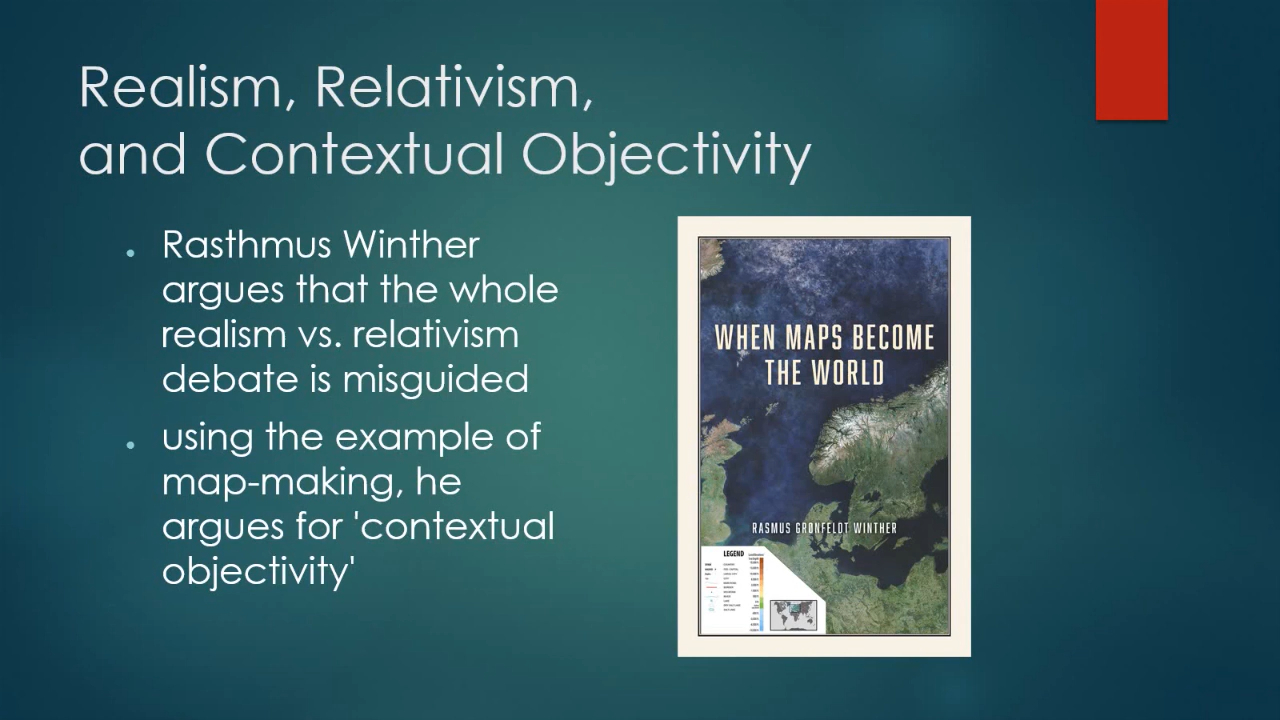 Realism, Relativism,
and Contextual Objectivity
Rasthmus Winther
argues that the whole
realism vs. relativism
debate is misguided
using the example of
map-making, he
argues for 'contextual
objectivity'
WHEN MAPS BECOME
THE WORLD
RASMUS GRØNFELDT WINTHER
LEGEND